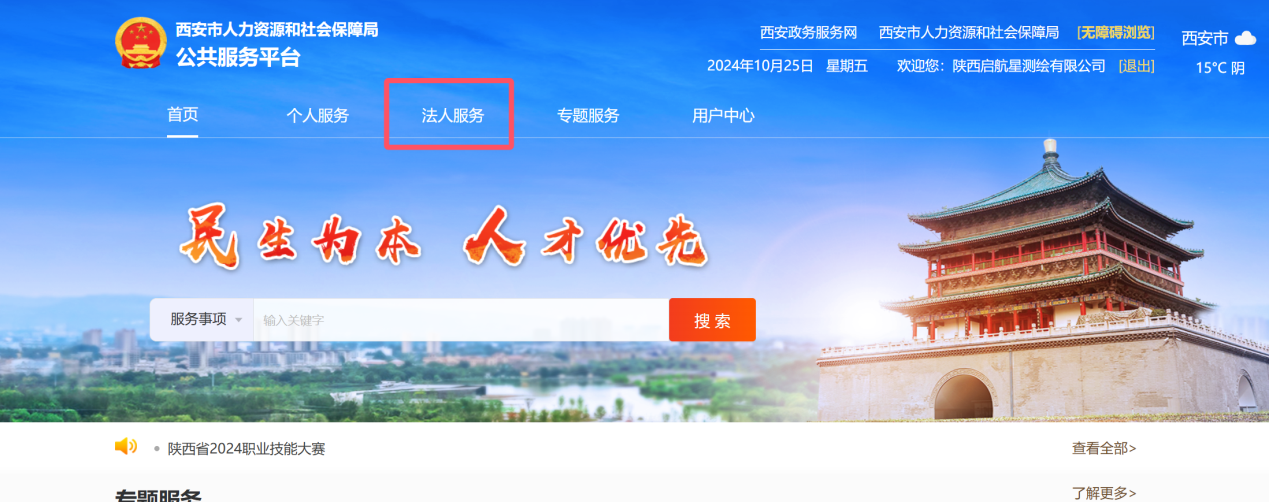 西安市人力资源和社会保障局
公共服务平台
西安政务服务网 西安市人力资源和社会保障局 [无障碍浏览]
2024年10月25日 星期五 欢迎您：陕西启航星测绘有限公司 [退出]
西安市
15°C 阴
首页 个人服务 法人服务 专题服务 用户中心
民生为本 人才优先
服务事项 输入关键字 搜 索
陕西省2024职业技能大赛 查看全部>
专题服务 了解更多>